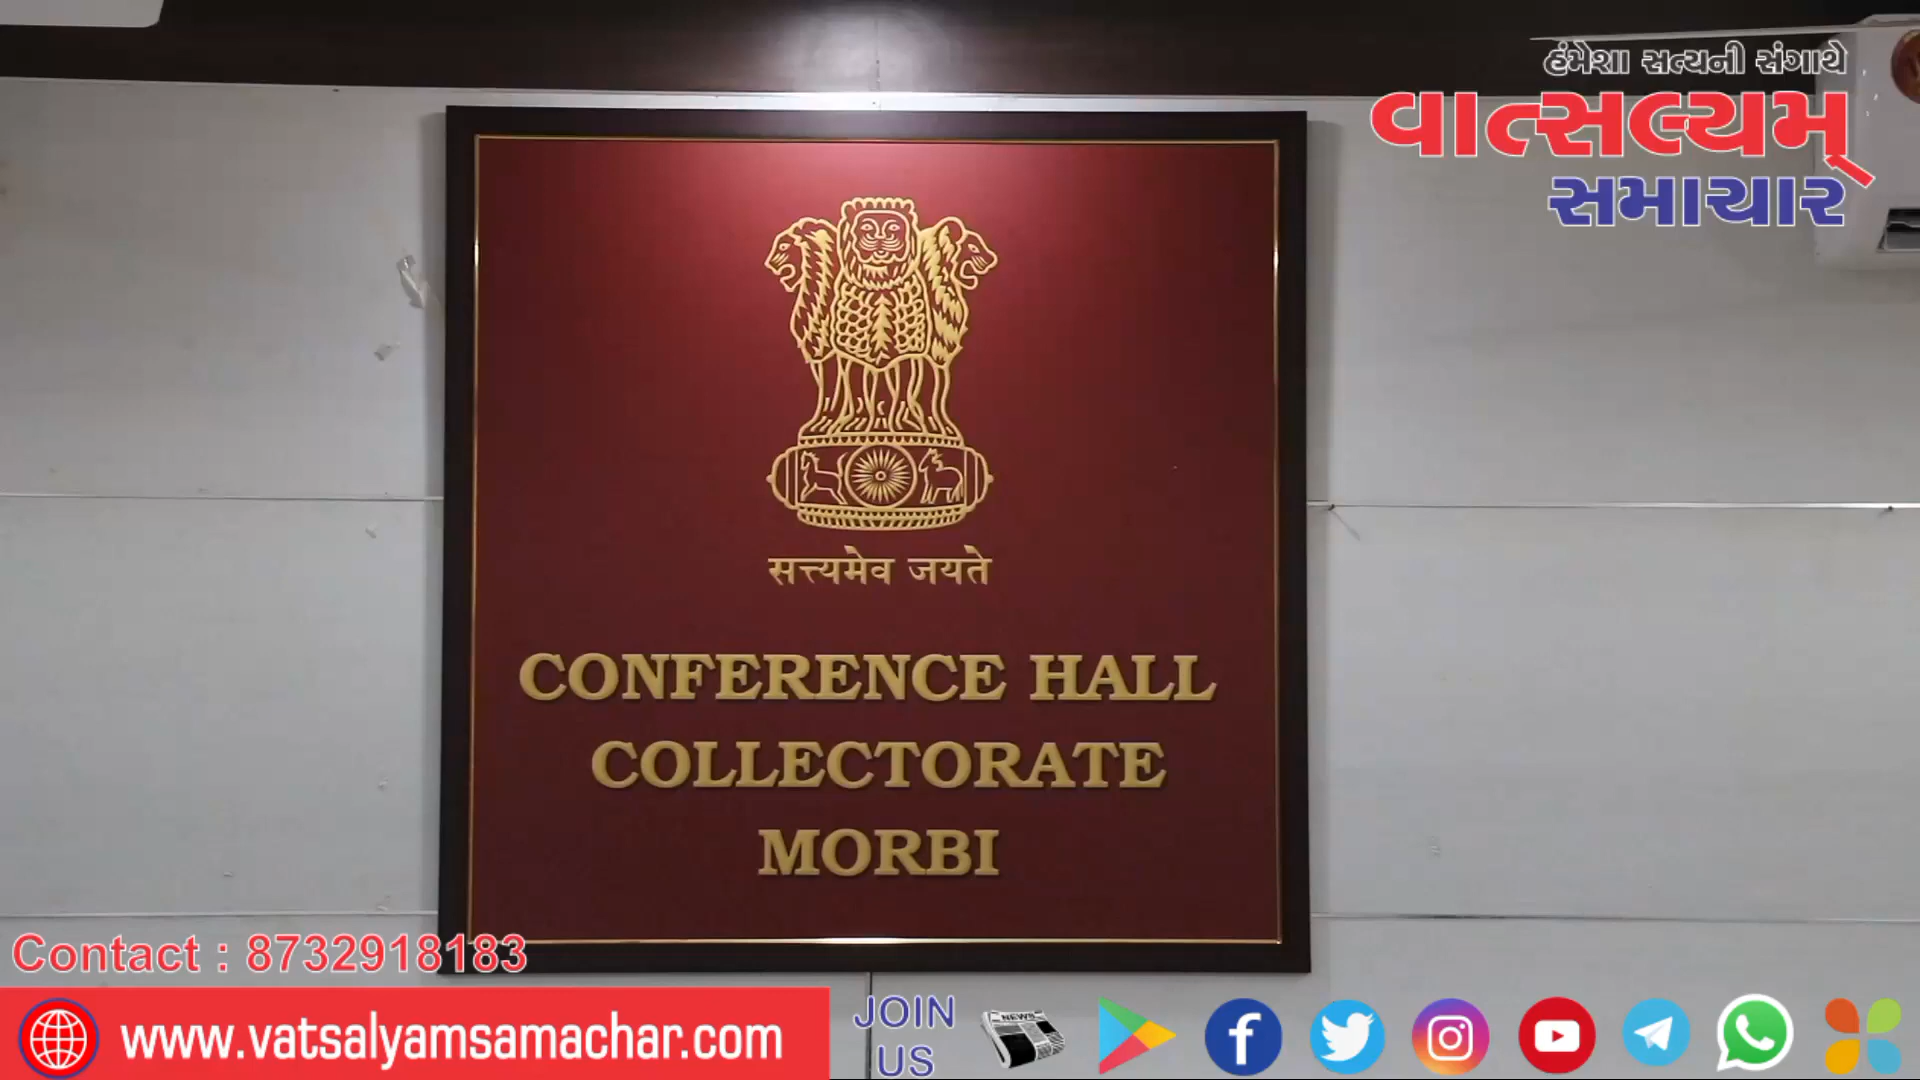 હંમેશા સત્યની સંગાથે
વાત્સલ્યમ્
સમાચાર
सत्यमेव जयते
CONFERENCE HALL
COLLECTORATE
MORBI
Contact : 8732918183
www.vatsalyamsamachar.com
JOIN
US
NEWS